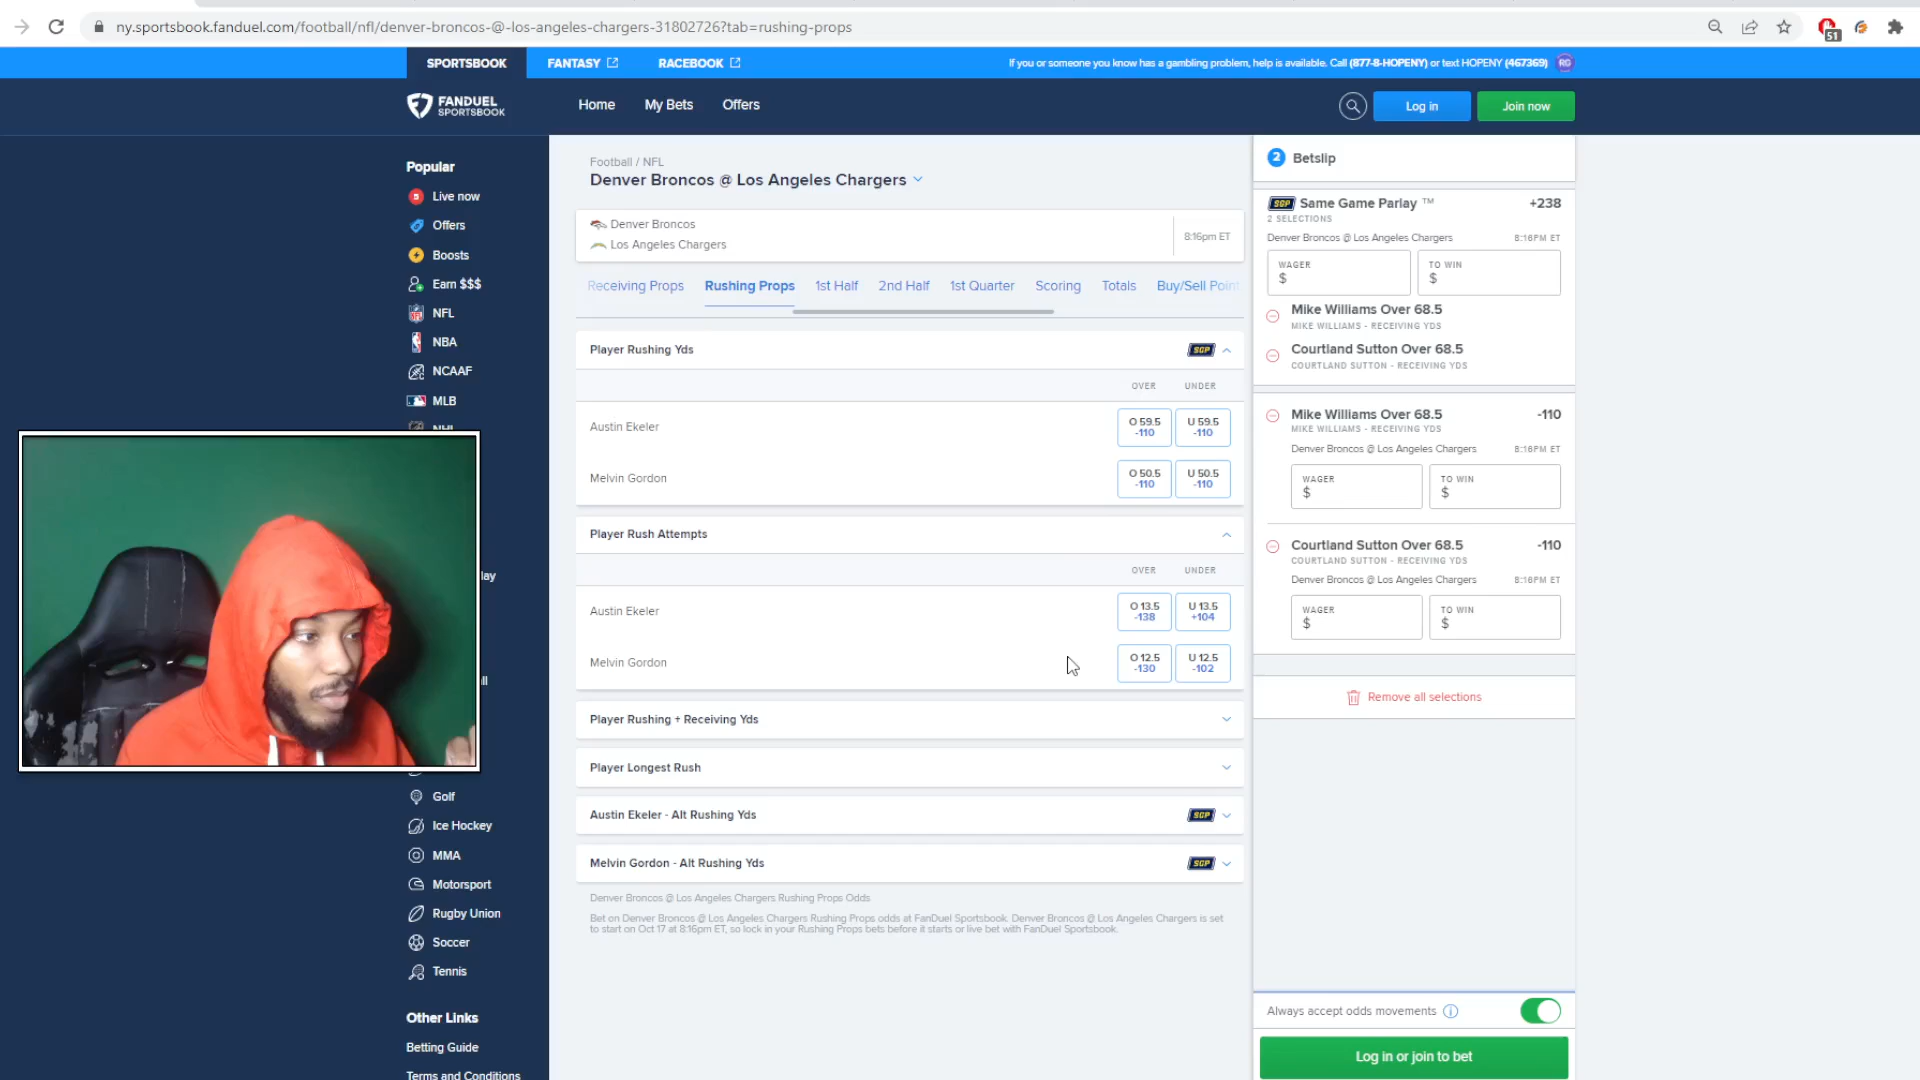 ny.sportsbook.fanduel.com/football/nfl/denver-broncos-@-los-angeles-chargers-31802726?tab=rushing-props
51
SPORTSBOOK
FANTASY
RACEBOOK
If you or someone you know has a gambling problem, help is available. Call (877-8-HOPENY) or text HOPENY (467369)
RG
FANDUEL
SPORTSBOOK
Home
My Bets
Offers
Log in
Join now
Popular
Live now
Offers
Boosts
Earn $$$
NFL
NBA
NCAAF
MLB
NHL
lay
ll
Golf
Ice Hockey
MMA
Motorsport
Rugby Union
Soccer
Tennis
Other Links
Betting Guide
Terms and Conditions
Football / NFL
Denver Broncos @ Los Angeles Chargers
Denver Broncos
Los Angeles Chargers
8:16pm ET
Receiving Props
Rushing Props
1st Half
2nd Half
1st Quarter
Scoring
Totals
Buy/Sell Poin
Player Rushing Yds
SGP
OVER
UNDER
Austin Ekeler
O 59.5
-110
U 59.5
-110
Melvin Gordon
O 50.5
-110
U 50.5
-110
Player Rush Attempts
OVER
UNDER
Austin Ekeler
O 13.5
-138
U 13.5
+104
Melvin Gordon
O 12.5
-130
U 12.5
-102
Player Rushing + Receiving Yds
Player Longest Rush
Austin Ekeler - Alt Rushing Yds
SGP
Melvin Gordon - Alt Rushing Yds
SGP
Denver Broncos @ Los Angeles Chargers Rushing Props Odds
Bet on Denver Broncos @ Los Angeles Chargers Rushing Props odds at FanDuel Sportsbook. Denver Broncos @ Los Angeles Chargers is set
to start on Oct 17 at 8:16pm ET, so lock in your Rushing Props bets before it starts or live bet with FanDuel Sportsbook.
2
Betslip
SGP
Same Game Parlay ™
+238
2 SELECTIONS
Denver Broncos @ Los Angeles Chargers
8:16PM ET
WAGER
$
TO WIN
$
Mike Williams Over 68.5
MIKE WILLIAMS - RECEIVING YDS
Courtland Sutton Over 68.5
COURTLAND SUTTON - RECEIVING YDS
Mike Williams Over 68.5
-110
MIKE WILLIAMS - RECEIVING YDS
Denver Broncos @ Los Angeles Chargers
8:16PM ET
WAGER
$
TO WIN
$
Courtland Sutton Over 68.5
-110
COURTLAND SUTTON - RECEIVING YDS
Denver Broncos @ Los Angeles Chargers
8:16PM ET
WAGER
$
TO WIN
$
Remove all selections
Always accept odds movements
Log in or join to bet